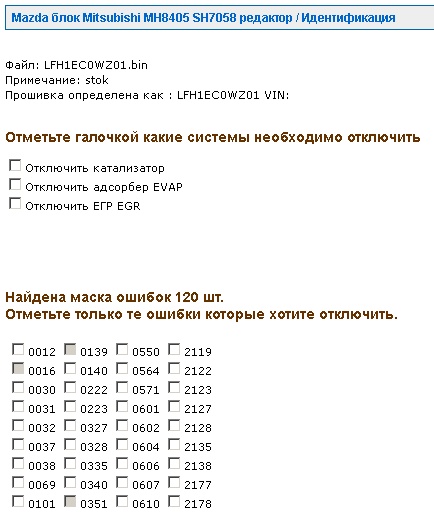 Mazda блок Mitsubishi MH8405 SH7058 редактор / Идентификация
Файл: LFH1EC0WZ01.bin
Примечание: stok
Прошивка определена как : LFH1EC0WZ01 VIN:
Отметьте галочкой какие системы необходимо отключить
Отключить катализатор
Отключить адсорбер EVAP
Отключить ЕГР EGR
Найдена маска ошибок 120 шт.
Отметьте только те ошибки которые хотите отключить.
0012 0139 0550 2119
0016 0140 0564 2122
0030 0222 0571 2123
0031 0223 0601 2127
0032 0327 0602 2128
0037 0328 0604 2135
0038 0335 0606 2138
0069 0340 0607 2177
0101 0351 0610 2178